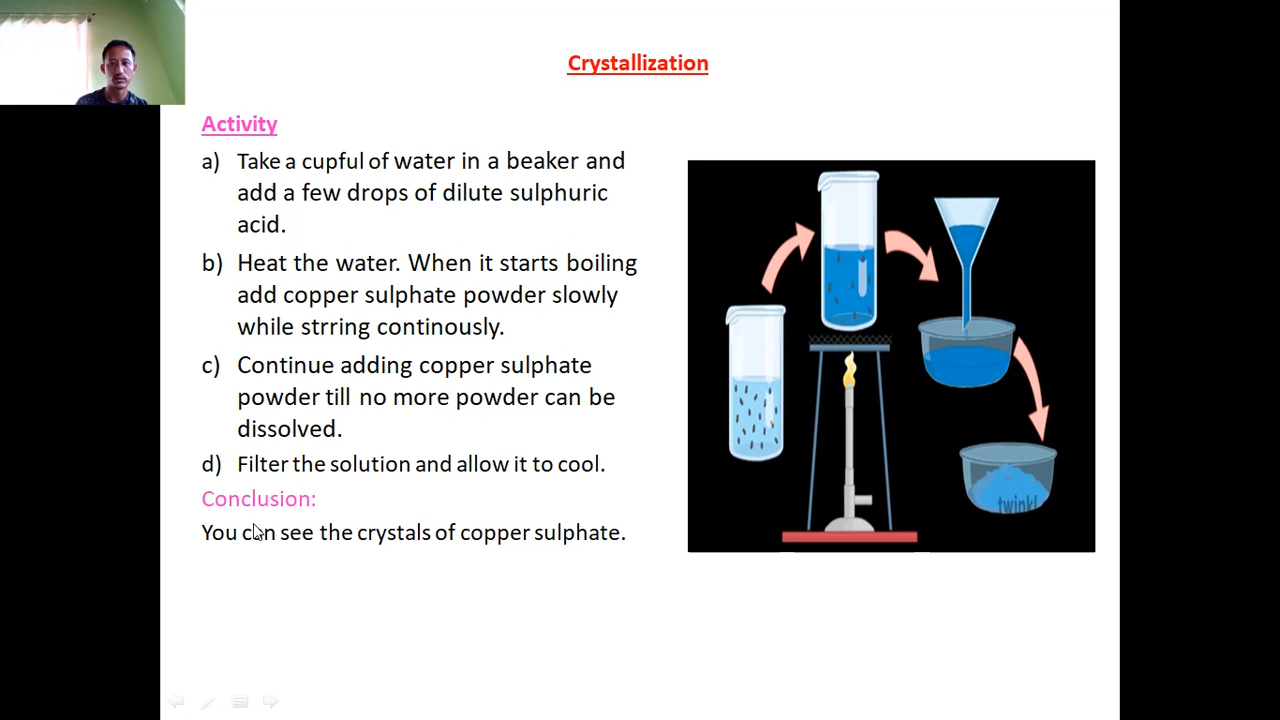 Crystallization
Activity
a) Take a cupful of water in a beaker and
add a few drops of dilute sulphuric
acid.
b) Heat the water. When it starts boiling
add copper sulphate powder slowly
while strring continously.
c) Continue adding copper sulphate
powder till no more powder can be
dissolved.
d) Filter the solution and allow it to cool.
Conclusion:
You can see the crystals of copper sulphate.
twinkl